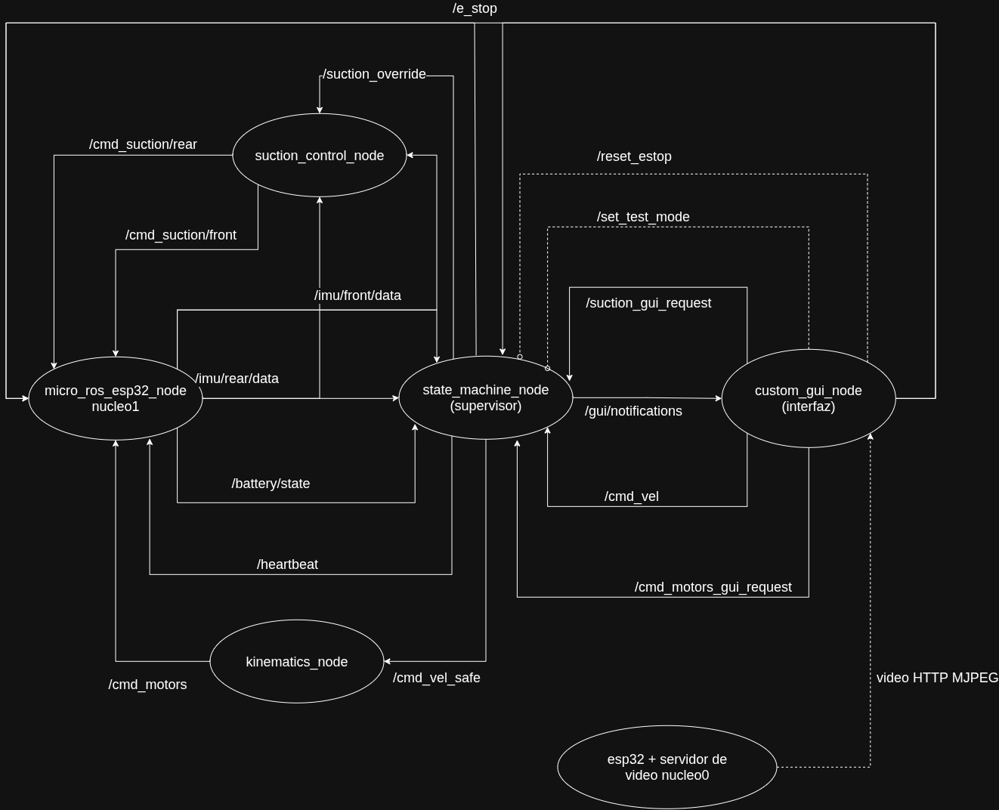 /e_stop
/suction_override
/cmd_suction/rear
suction_control_node
/reset_estop
/set_test_mode
/cmd_suction/front
/imu/front/data
/suction_gui_request
/imu/rear/data
micro_ros_esp32_node
nucleo1
state_machine_node
(supervisor)
custom_gui_node
(interfaz)
/gui/notifications
/battery/state
/cmd_vel
/heartbeat
/cmd_motors_gui_request
kinematics_node
/cmd_vel_safe
/cmd_motors
video HTTP MJPEG
esp32 + servidor de
video nucleo0